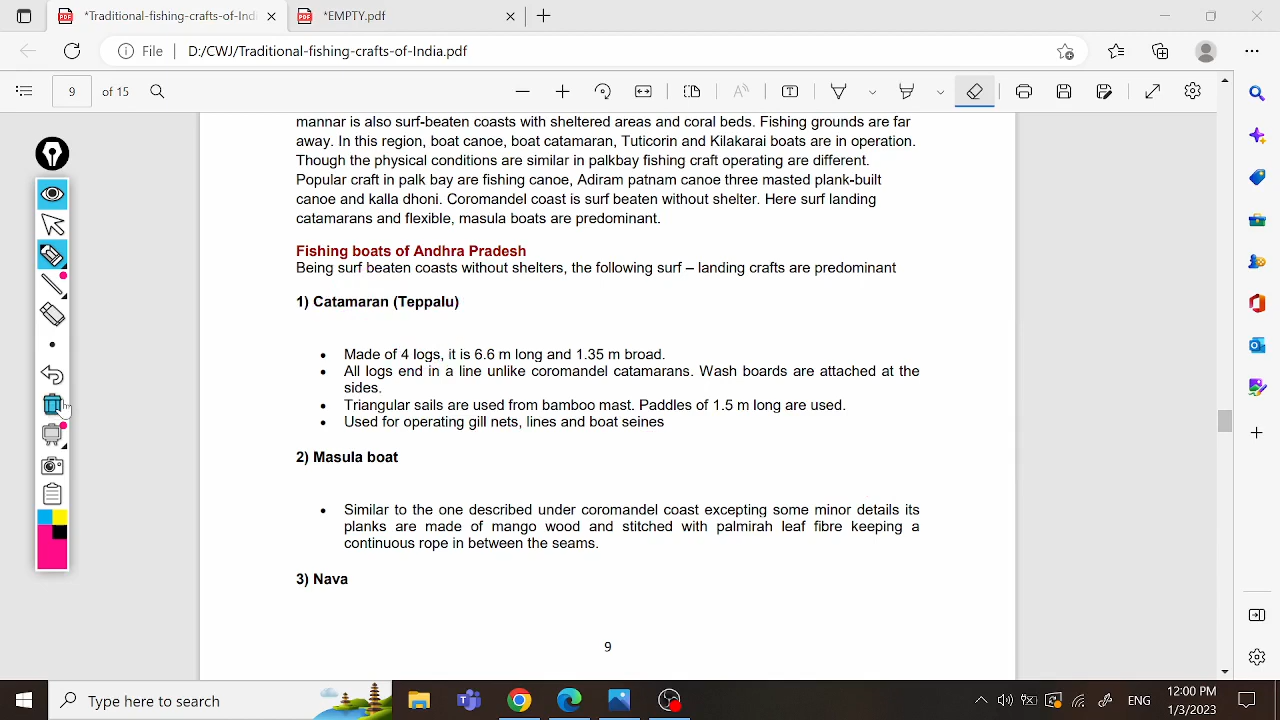 *Traditional-fishing-crafts-of-Indi
*EMPTY.pdf
File
D:/CWJ/Traditional-fishing-crafts-of-India.pdf
9 of 15
mannar is also surf-beaten coasts with sheltered areas and coral beds. Fishing grounds are far
away. In this region, boat canoe, boat catamaran, Tuticorin and Kilakarai boats are in operation.
Though the physical conditions are similar in palkbay fishing craft operating are different.
Popular craft in palk bay are fishing canoe, Adiram patnam canoe three masted plank-built
canoe and kalla dhoni. Coromandel coast is surf beaten without shelter. Here surf landing
catamarans and flexible, masula boats are predominant.
Fishing boats of Andhra Pradesh
Being surf beaten coasts without shelters, the following surf – landing crafts are predominant
1) Catamaran (Teppalu)
• Made of 4 logs, it is 6.6 m long and 1.35 m broad.
• All logs end in a line unlike coromandel catamarans. Wash boards are attached at the
sides.
• Triangular sails are used from bamboo mast. Paddles of 1.5 m long are used.
• Used for operating gill nets, lines and boat seines
2) Masula boat
• Similar to the one described under coromandel coast excepting some minor details its
planks are made of mango wood and stitched with palmirah leaf fibre keeping a
continuous rope in between the seams.
3) Nava
9
Type here to search
ENG
12:00 PM
1/3/2023